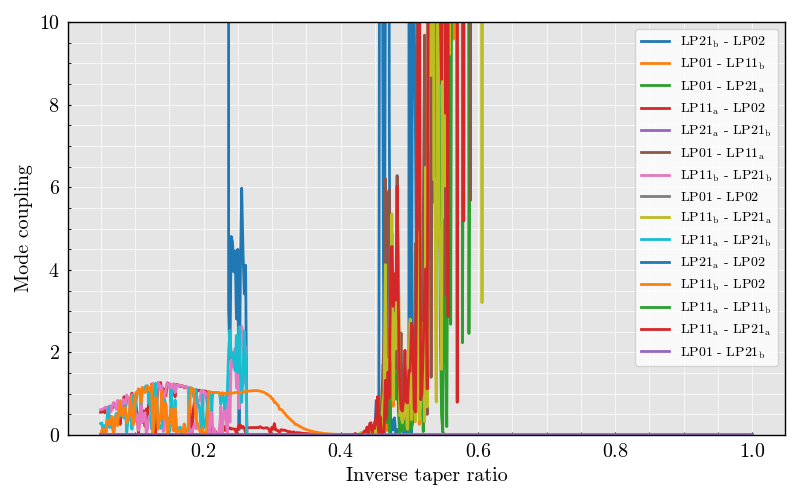 10
8
6
4
2
0
0.2
0.4
0.6
0.8
1.0
Mode coupling
Inverse taper ratio
LP21b - LP02
LP01 - LP11b
LP01 - LP21a
LP11a - LP02
LP21a - LP21b
LP01 - LP11a
LP11b - LP21b
LP01 - LP02
LP11b - LP21a
LP11a - LP21b
LP21a - LP02
LP11b - LP02
LP11a - LP11b
LP11a - LP21a
LP01 - LP21b